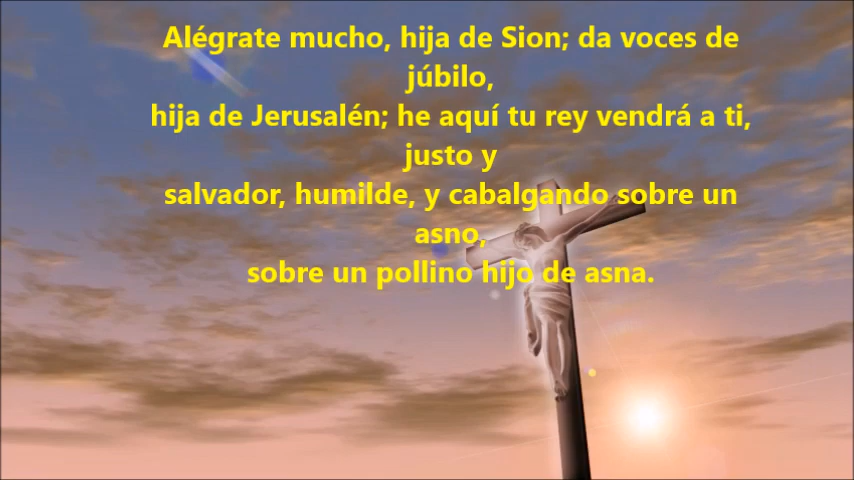 Alégrate mucho, hija de Sion; da voces de
júbilo,
hija de Jerusalén; he aquí tu rey vendrá a ti,
justo y
salvador, humilde, y cabalgando sobre un
asno,
sobre un pollino hijo de asna.